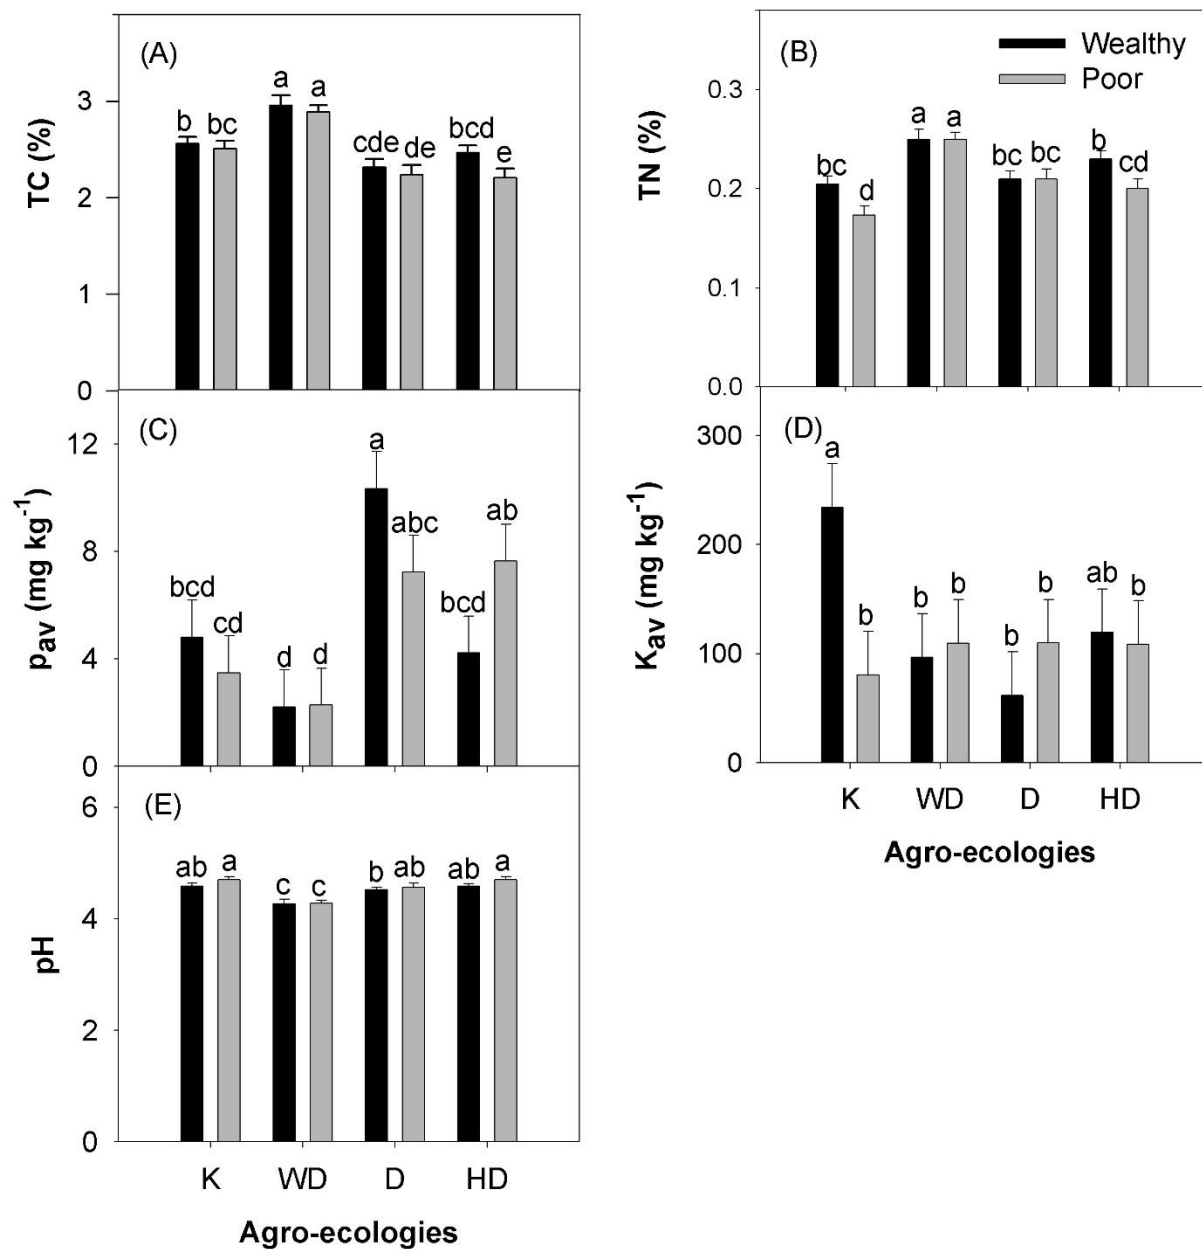 (A)
TC (%)
3
2
1
0
b
bc
a
a
cde
de
bcd
e
(B)
Wealthy
Poor
TN (%)
0.3
0.2
0.1
0.0
bc
d
a
a
bc
bc
b
cd
(C)
pav (mg kg-1)
12
8
4
0
bcd
cd
d
d
a
abc
bcd
ab
(D)
Kav (mg kg-1)
300
200
100
0
a
b
b
b
b
b
ab
b
K WD D HD
Agro-ecologies
(E)
pH
6
4
2
0
ab
a
c
c
b
ab
ab
a
K WD D HD
Agro-ecologies